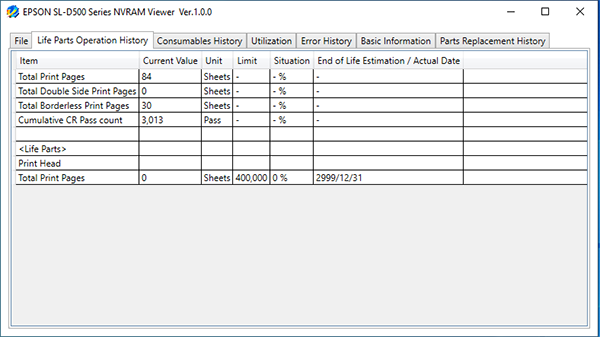 EPSON SL-D500 Series NVRAM Viewer Ver.1.0.0
File Life Parts Operation History Consumables History Utilization Error History Basic Information Parts Replacement History
Item Current Value Unit Limit Situation End of Life Estimation / Actual Date
Total Print Pages 84 Sheets - - % -
Total Double Side Print Pages 0 Sheets - - % -
Total Borderless Print Pages 30 Sheets - - % -
Cumulative CR Pass count 3,013 Pass - - % -
<Life Parts>
Print Head
Total Print Pages 0 Sheets 400,000 0 % 2999/12/31